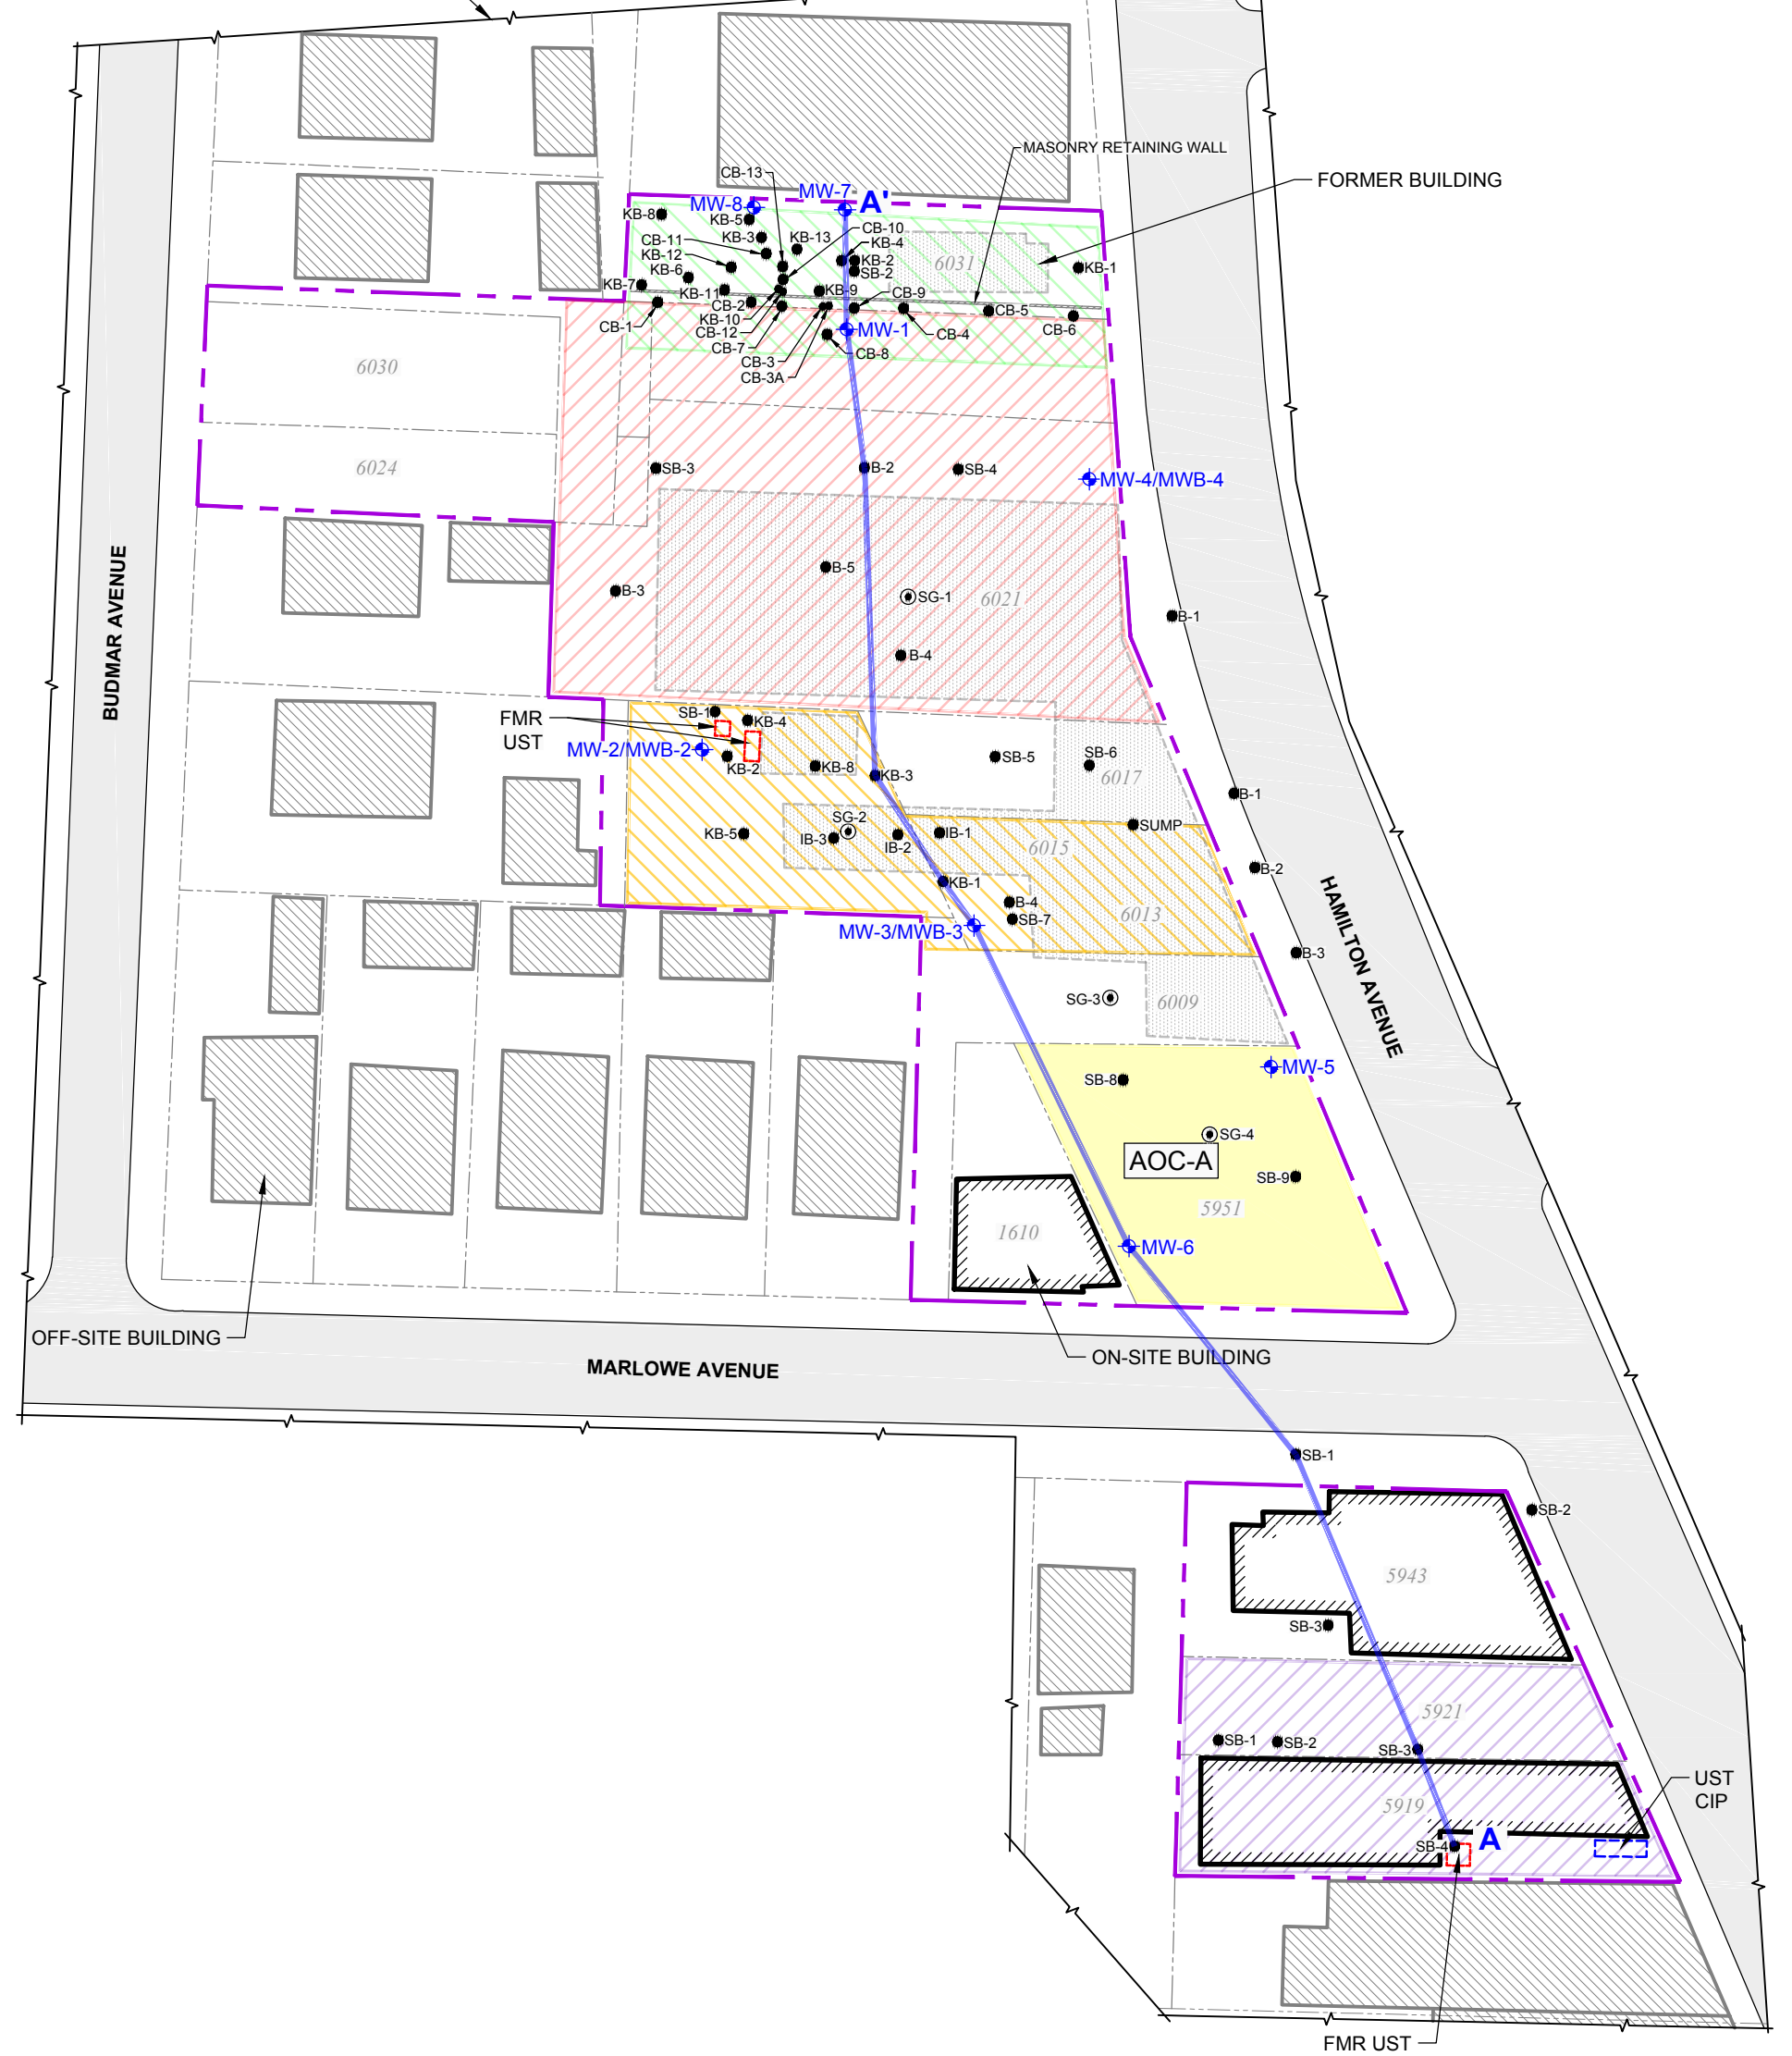 MASONRY RETAINING WALL
CB-13
FORMER BUILDING
MW-7
A'
MW-8
KB-8
KB-5
CB-10
KB-3
KB-13
KB-4
CB-11
KB-12
KB-2
6031
KB-1
SB-2
KB-6
KB-7
KB-11
KB-9
CB-9
CB-2
CB-5
CB-1
KB-10
CB-6
CB-12
MW-1
CB-4
CB-7
CB-8
CB-3
CB-3A
6030
6024
SB-3
B-2
SB-4
MW-4/MWB-4
BUDMAR AVENUE
B-5
B-3
SG-1
6021
B-1
B-4
FMR
UST
SB-1
KB-4
MW-2/MWB-2
KB-2
KB-8
KB-3
SB-5
SB-6
6017
B-1
SUMP
KB-5
SG-2
IB-3
IB-2
IB-1
6015
B-2
KB-1
B-4
SB-7
6013
HAMILTON AVENUE
MW-3/MWB-3
B-3
SG-3
6009
SB-8
MW-5
SG-4
AOC-A
SB-9
5951
1610
MW-6
OFF-SITE BUILDING
ON-SITE BUILDING
MARLOWE AVENUE
SB-1
SB-2
5943
SB-3
5921
SB-1
SB-2
SB-3
UST
CIP
5919
SB-4
A
FMR UST